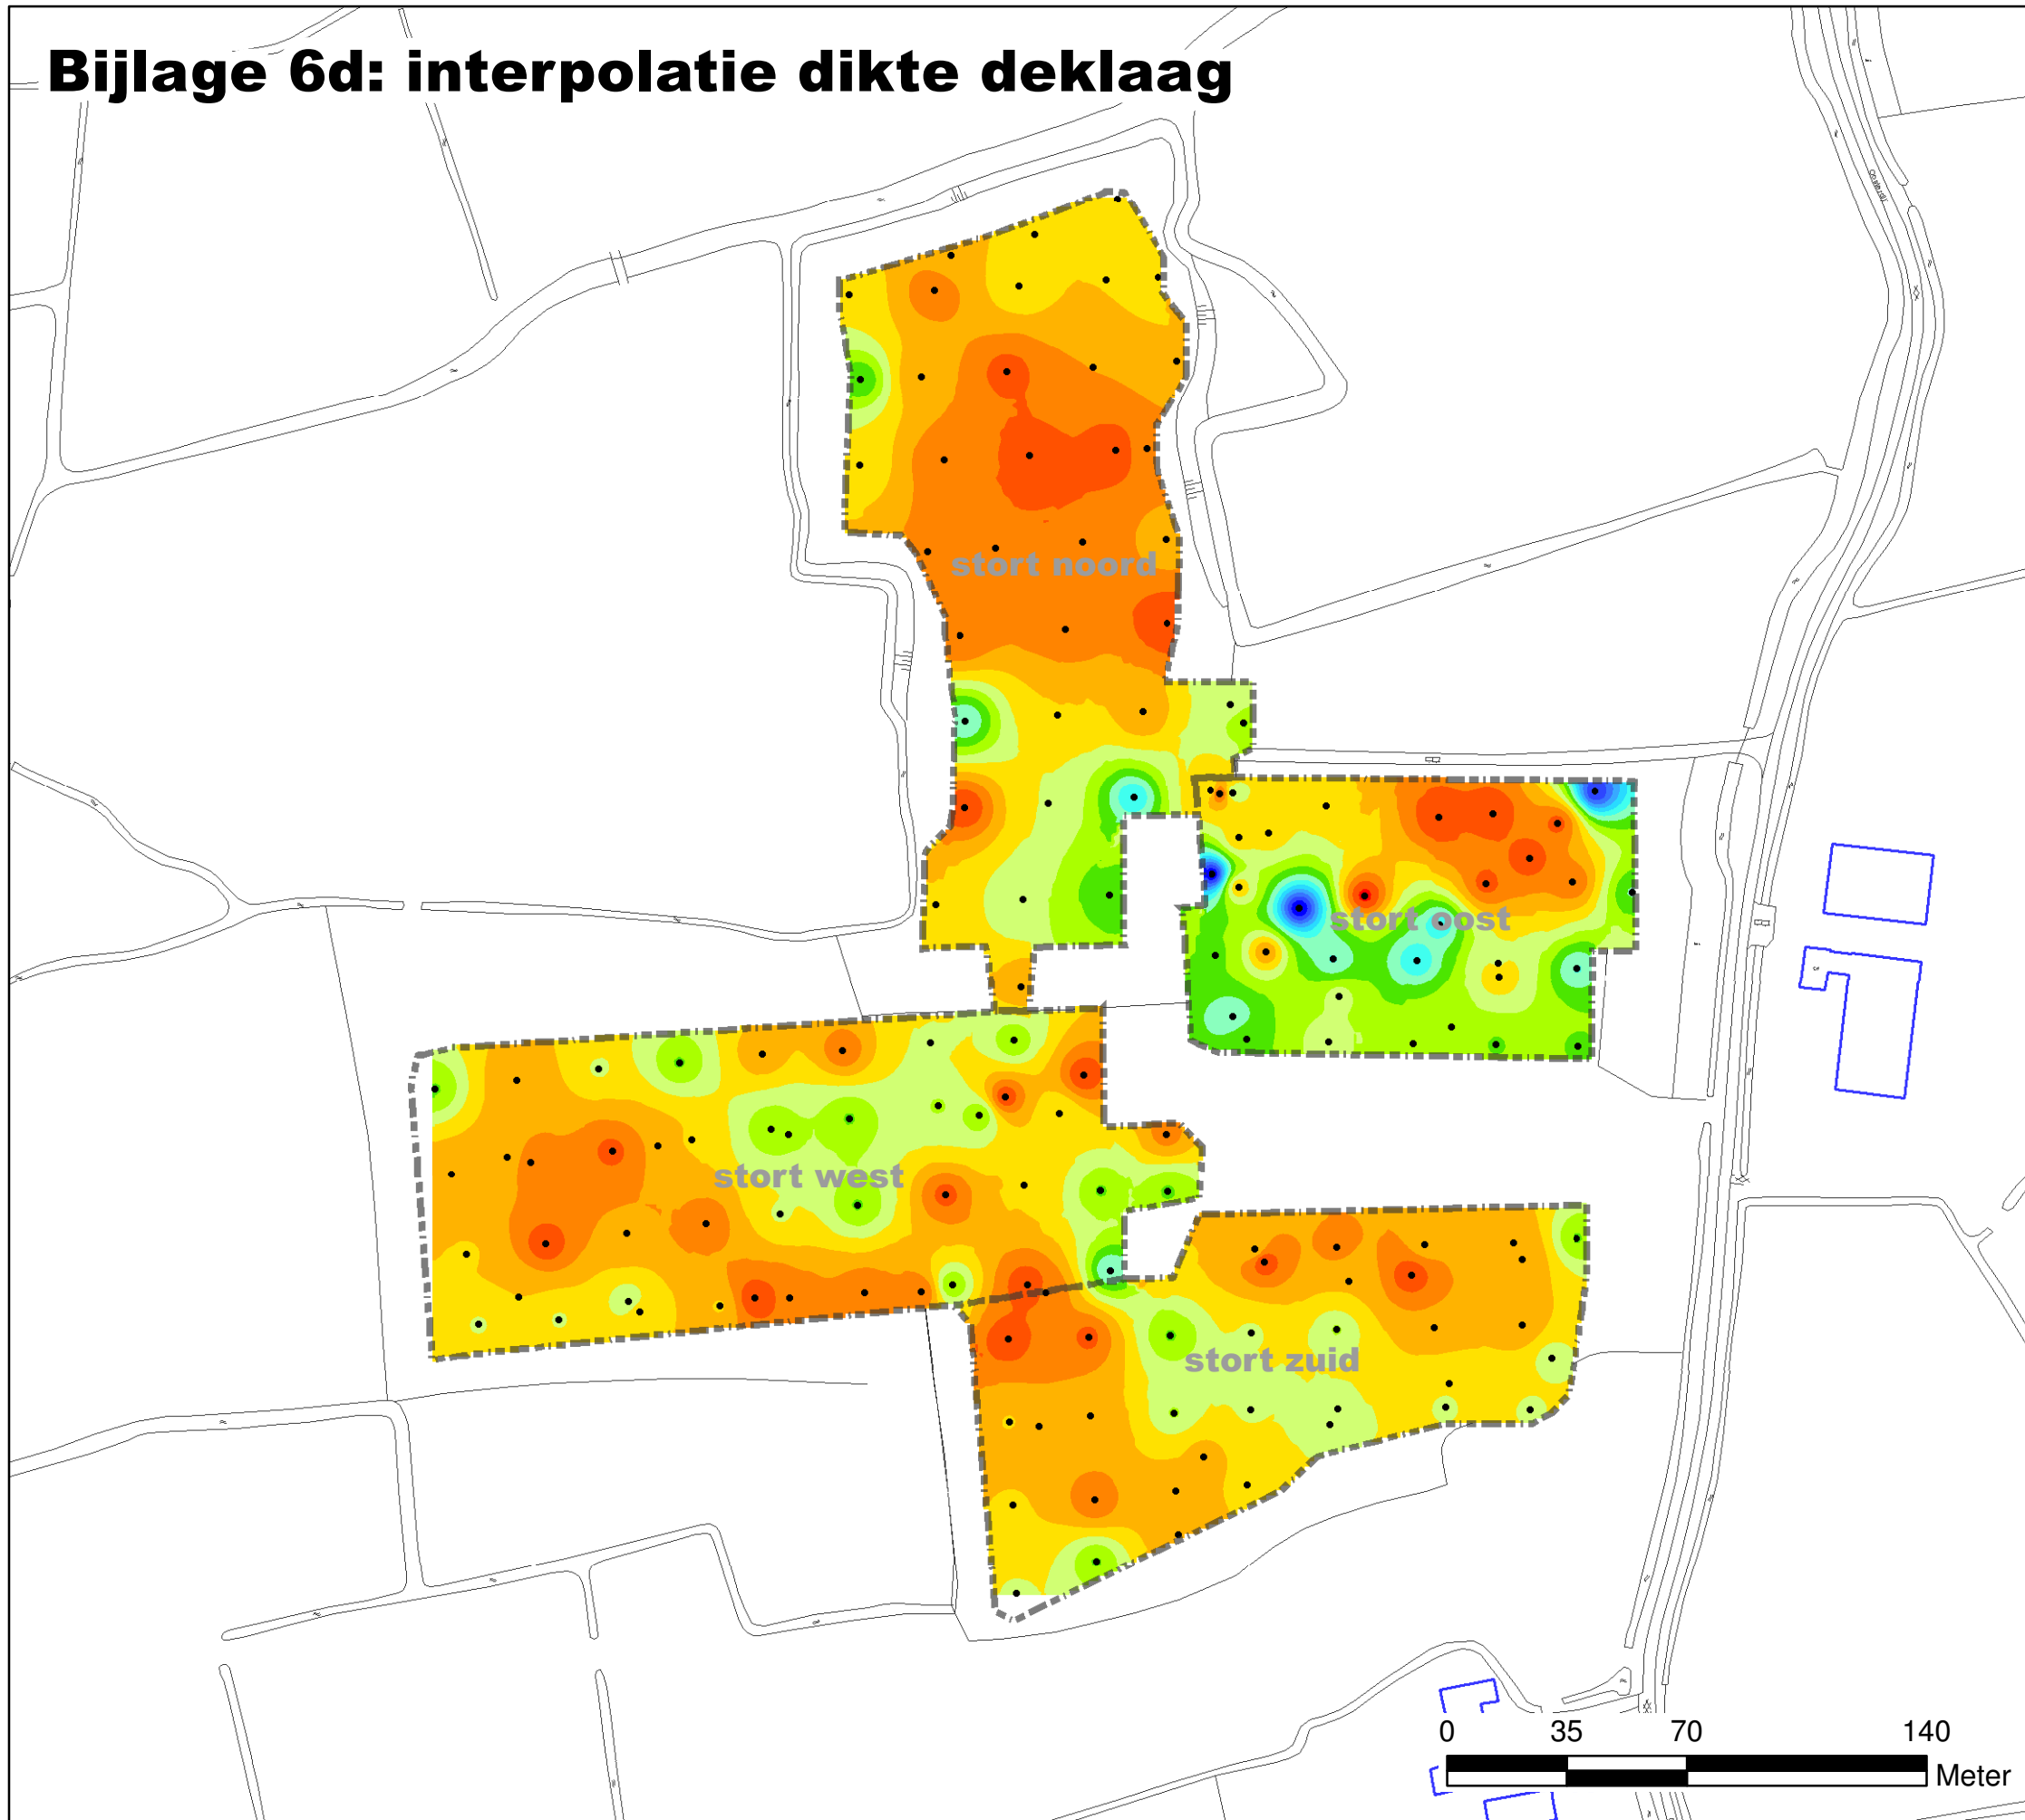 Bijlage 6d: interpolatie dikte deklaag
stort noord
stort oost
stort west
stort zuid
0 35 70 140
Meter